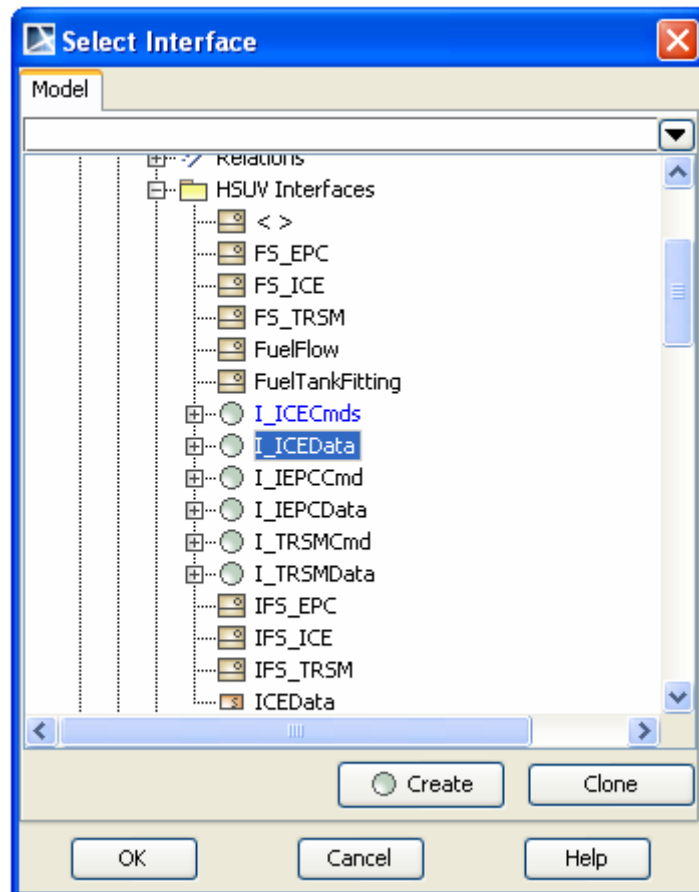 Select Interface
Model
Relations
HSUV Interfaces
< >
FS_EPC
FS_ICE
FS_TRSM
FuelFlow
FuelTankFitting
I_ICECmds
I_ICEData
I_IEPCCmd
I_IEPCData
I_TRSMCmd
I_TRSMData
IFS_EPC
IFS_ICE
IFS_TRSM
S ICEData
Create Clone
OK Cancel Help